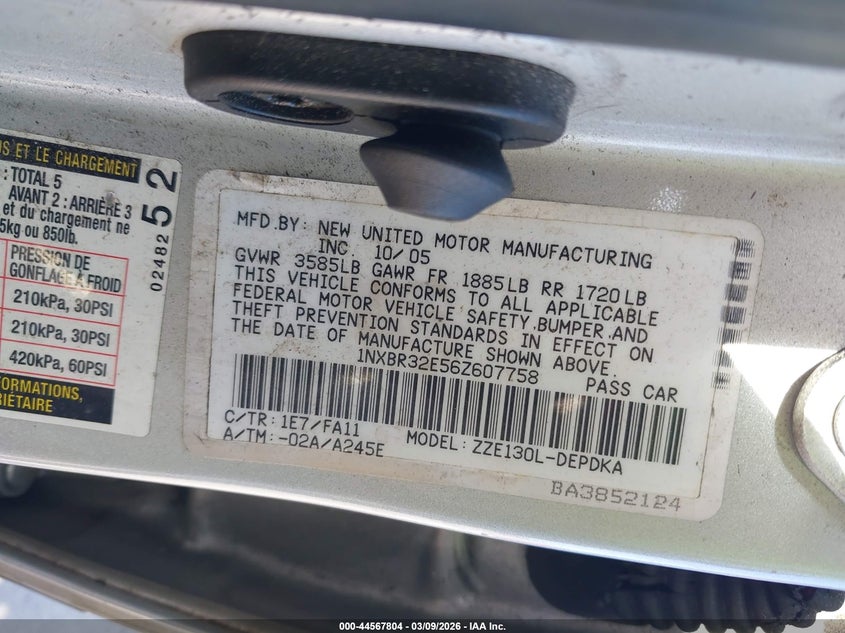 IS ET LE CHARGEMENT
: TOTAL 5
AVANT 2 : ARRIÈRE 3
et du chargement ne
5kg ou 850lb.
PRESSION DE
GONFLAGE À FROID
210kPa, 30PSI
210kPa, 30PSI
420kPa, 60PSI
FORMATIONS,
RIÉTAIRE
02482 52
MFD.BY: NEW UNITED MOTOR MANUFACTURING
INC. 10/05
GVWR 3585LB GAWR FR 1885LB RR 1720LB
THIS VEHICLE CONFORMS TO ALL APPLICABLE
FEDERAL MOTOR VEHICLE SAFETY,BUMPER,AND
THEFT PREVENTION STANDARDS IN EFFECT ON
THE DATE OF MANUFACTURE SHOWN ABOVE.
1NXBR32E56Z607758 PASS CAR
C/TR: 1E7/FA11
A/TM:-02A/A245E MODEL: ZZE130L-DEPDKA
BA3852124
000-44567804 — 03/09/2026 — IAA Inc.